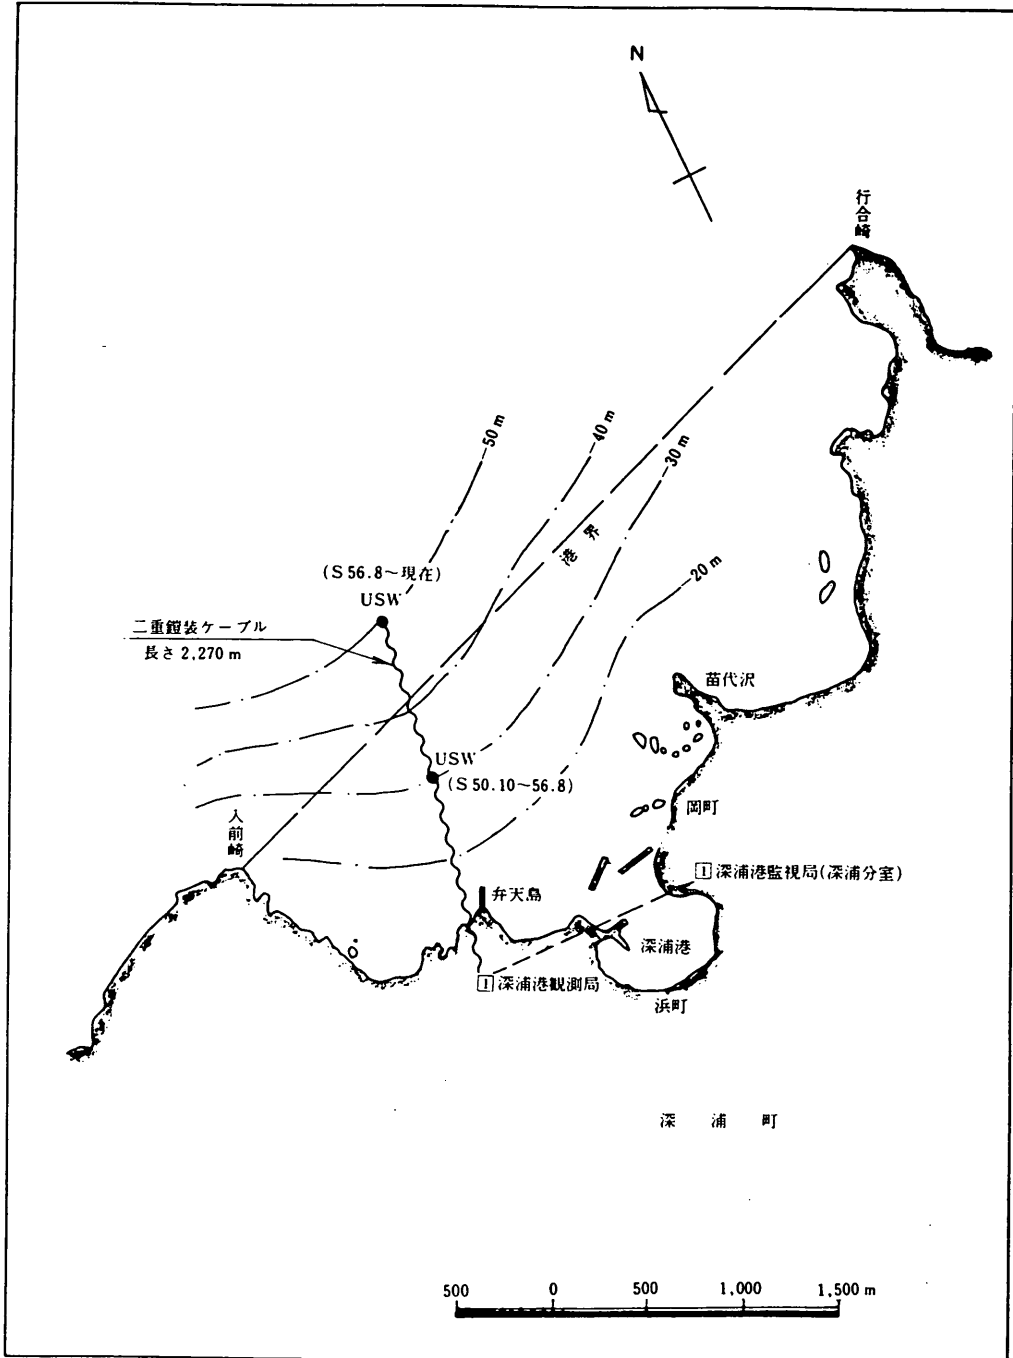 N
行合崎
-50 m
-40 m
-30 m
港界
-20 m
(S 56.8～現在)
USW
二重鎧装ケーブル
長さ 2,270 m
苗代沢
USW
(S 50.10～56.8)
岡町
入前崎
1 深浦港監視局(深浦分室)
弁天島
深浦港
1 深浦港観測局
浜町
深浦町
500 0 500 1,000 1,500 m